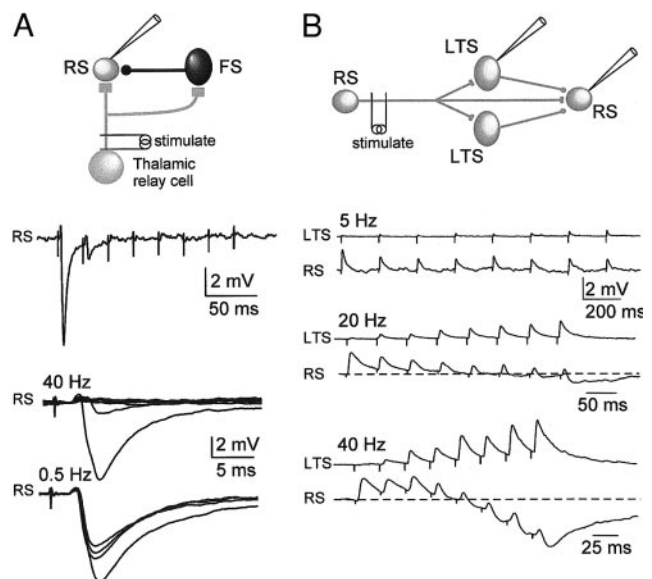 A
RS
FS
stimulate
Thalamic
relay cell
RS
2 mV
50 ms
40 Hz
RS
2 mV
5 ms
0.5 Hz
RS
B
LTS
RS
RS
stimulate
LTS
5 Hz
LTS
RS
2 mV
200 ms
20 Hz
LTS
RS
50 ms
40 Hz
LTS
RS
25 ms